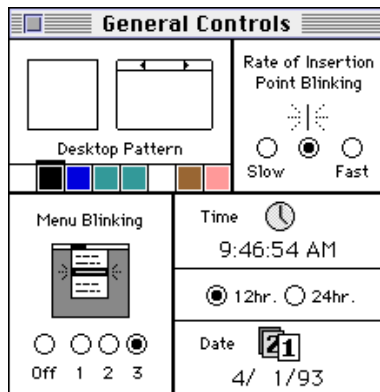 General Controls
Rate of Insertion
Point Blinking
Desktop Pattern
Slow Fast
Menu Blinking
Off 1 2 3
Time
9:46:54 AM
12hr. 24hr.
Date 21
4/ 1/93